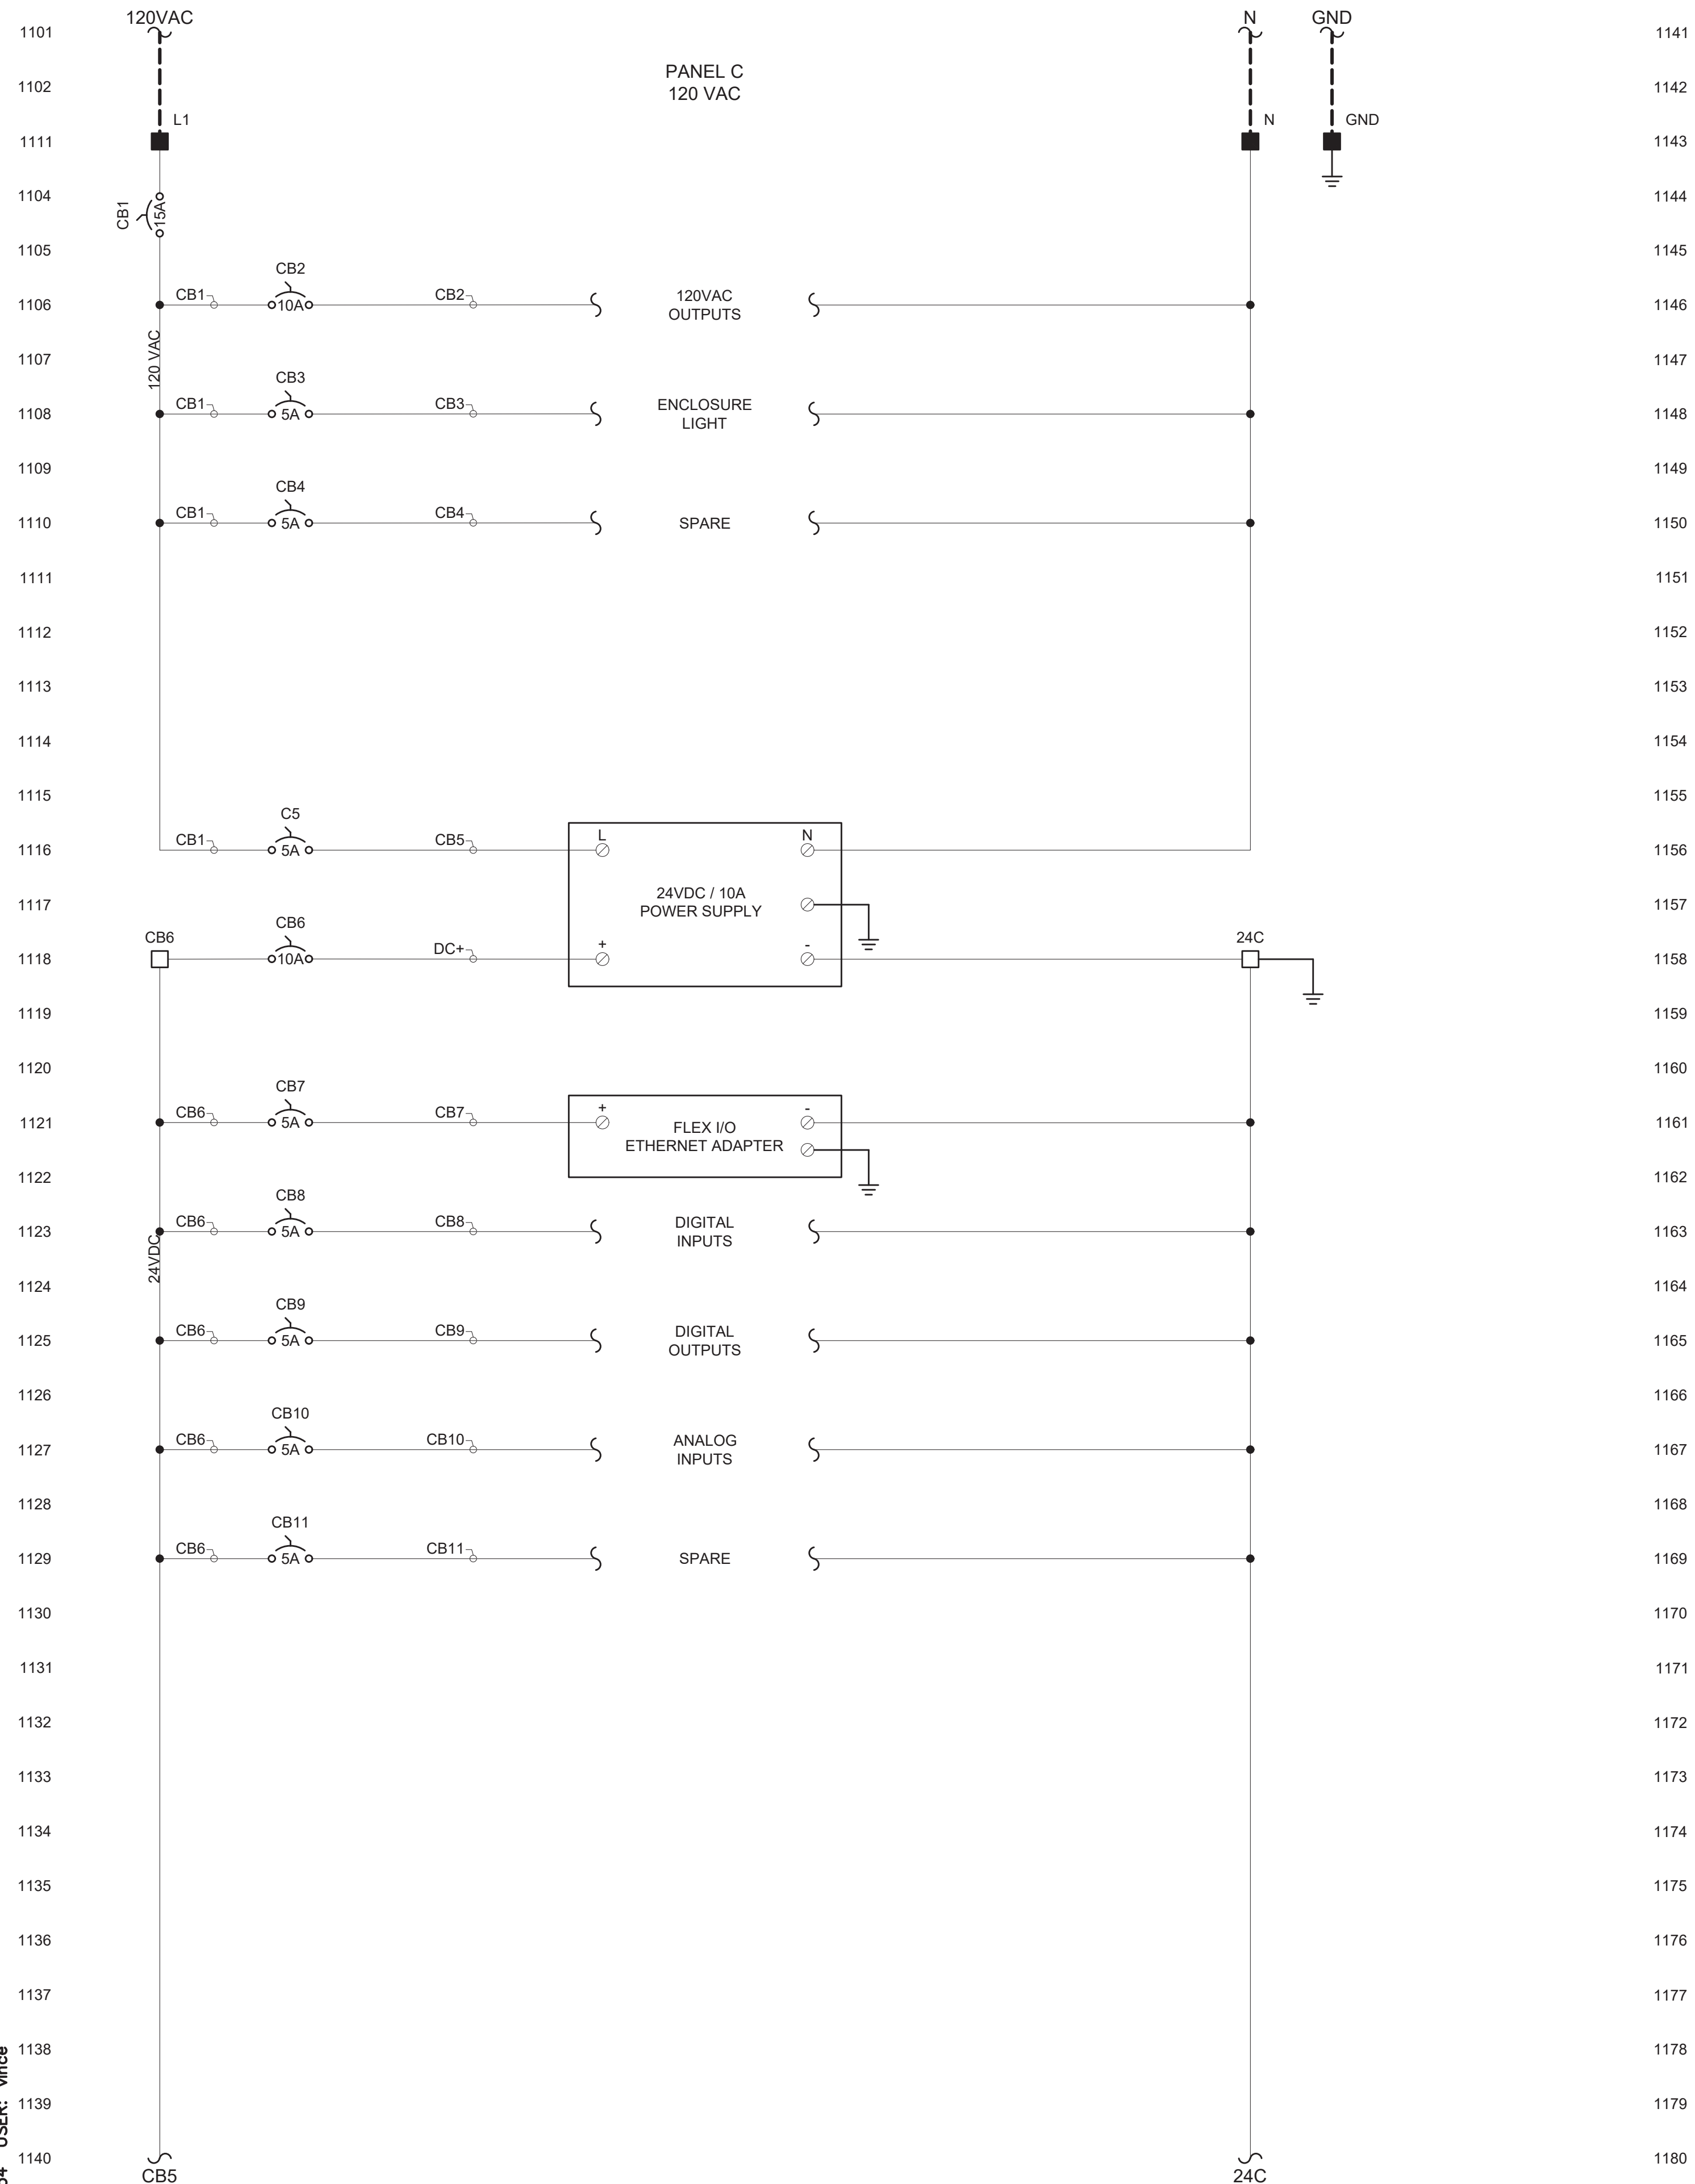 120VAC N GND
1101 1141
PANEL C
1102 1142
120 VAC
L1 N GND
1111 1143
1104 1144
CB1 15A
1105 1145
CB2
CB1 10A CB2 120VAC
1106 1146
OUTPUTS
120 VAC
1107 1147
CB3
CB1 5A CB3 ENCLOSURE
1108 1148
LIGHT
1109 1149
CB4
CB1 5A CB4
1110 SPARE 1150
1111 1151
1112 1152
1113 1153
1114 1154
1115 1155
C5
CB1 5A CB5 L N
1116 1156
24VDC / 10A
1117 1157
POWER SUPPLY
CB6 CB6 24C
10A DC+ + -
1118 1158
1119 1159
1120 1160
CB7
CB6 5A CB7 + -
1121 1161
FLEX I/O
ETHERNET ADAPTER
1122 1162
CB8
CB6 5A CB8 DIGITAL
1123 1163
INPUTS
24VDC
1124 1164
CB9
CB6 5A CB9 DIGITAL
1125 1165
OUTPUTS
1126 1166
CB10
CB6 5A CB10 ANALOG
1127 1167
INPUTS
1128 1168
CB11
CB6 5A CB11
1129 SPARE 1169
1130 1170
1131 1171
1132 1172
1133 1173
1134 1174
1135 1175
1136 1176
1137 1177
1138 1178
1139 1179
1140 1180
CB5 24C
USER: Vince